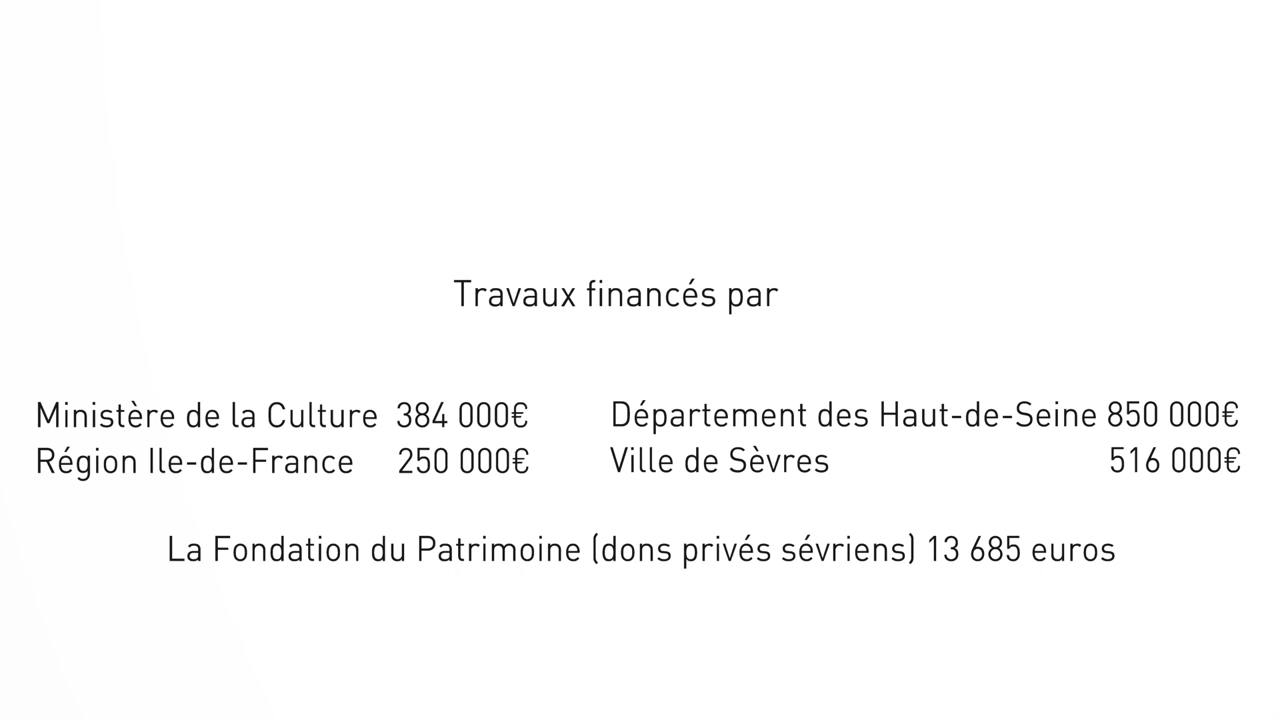 Travaux financés par
Ministère de la Culture 384 000€
Région Ile-de-France 250 000€
Département des Haut-de-Seine 850 000€
Ville de Sèvres 516 000€
La Fondation du Patrimoine (dons privés sévriens) 13 685 euros